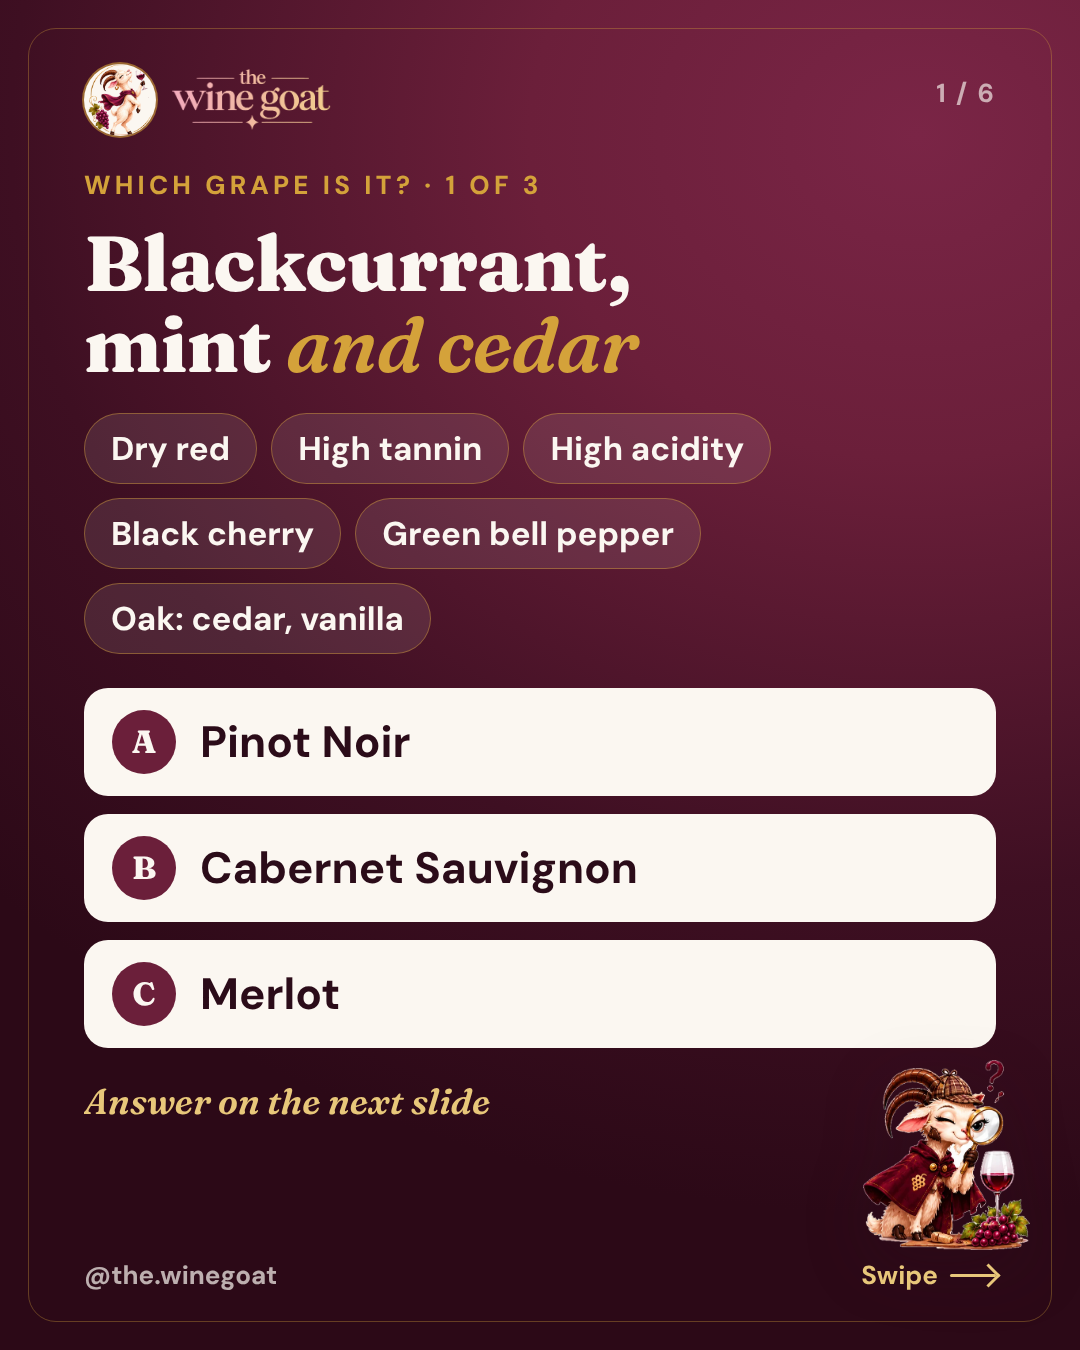 the
wine goat
1 / 6
WHICH GRAPE IS IT? · 1 OF 3
Blackcurrant,
mint and cedar
Dry red
High tannin
High acidity
Black cherry
Green bell pepper
Oak: cedar, vanilla
A Pinot Noir
B Cabernet Sauvignon
C Merlot
Answer on the next slide
? ?
@the.winegoat
Swipe →